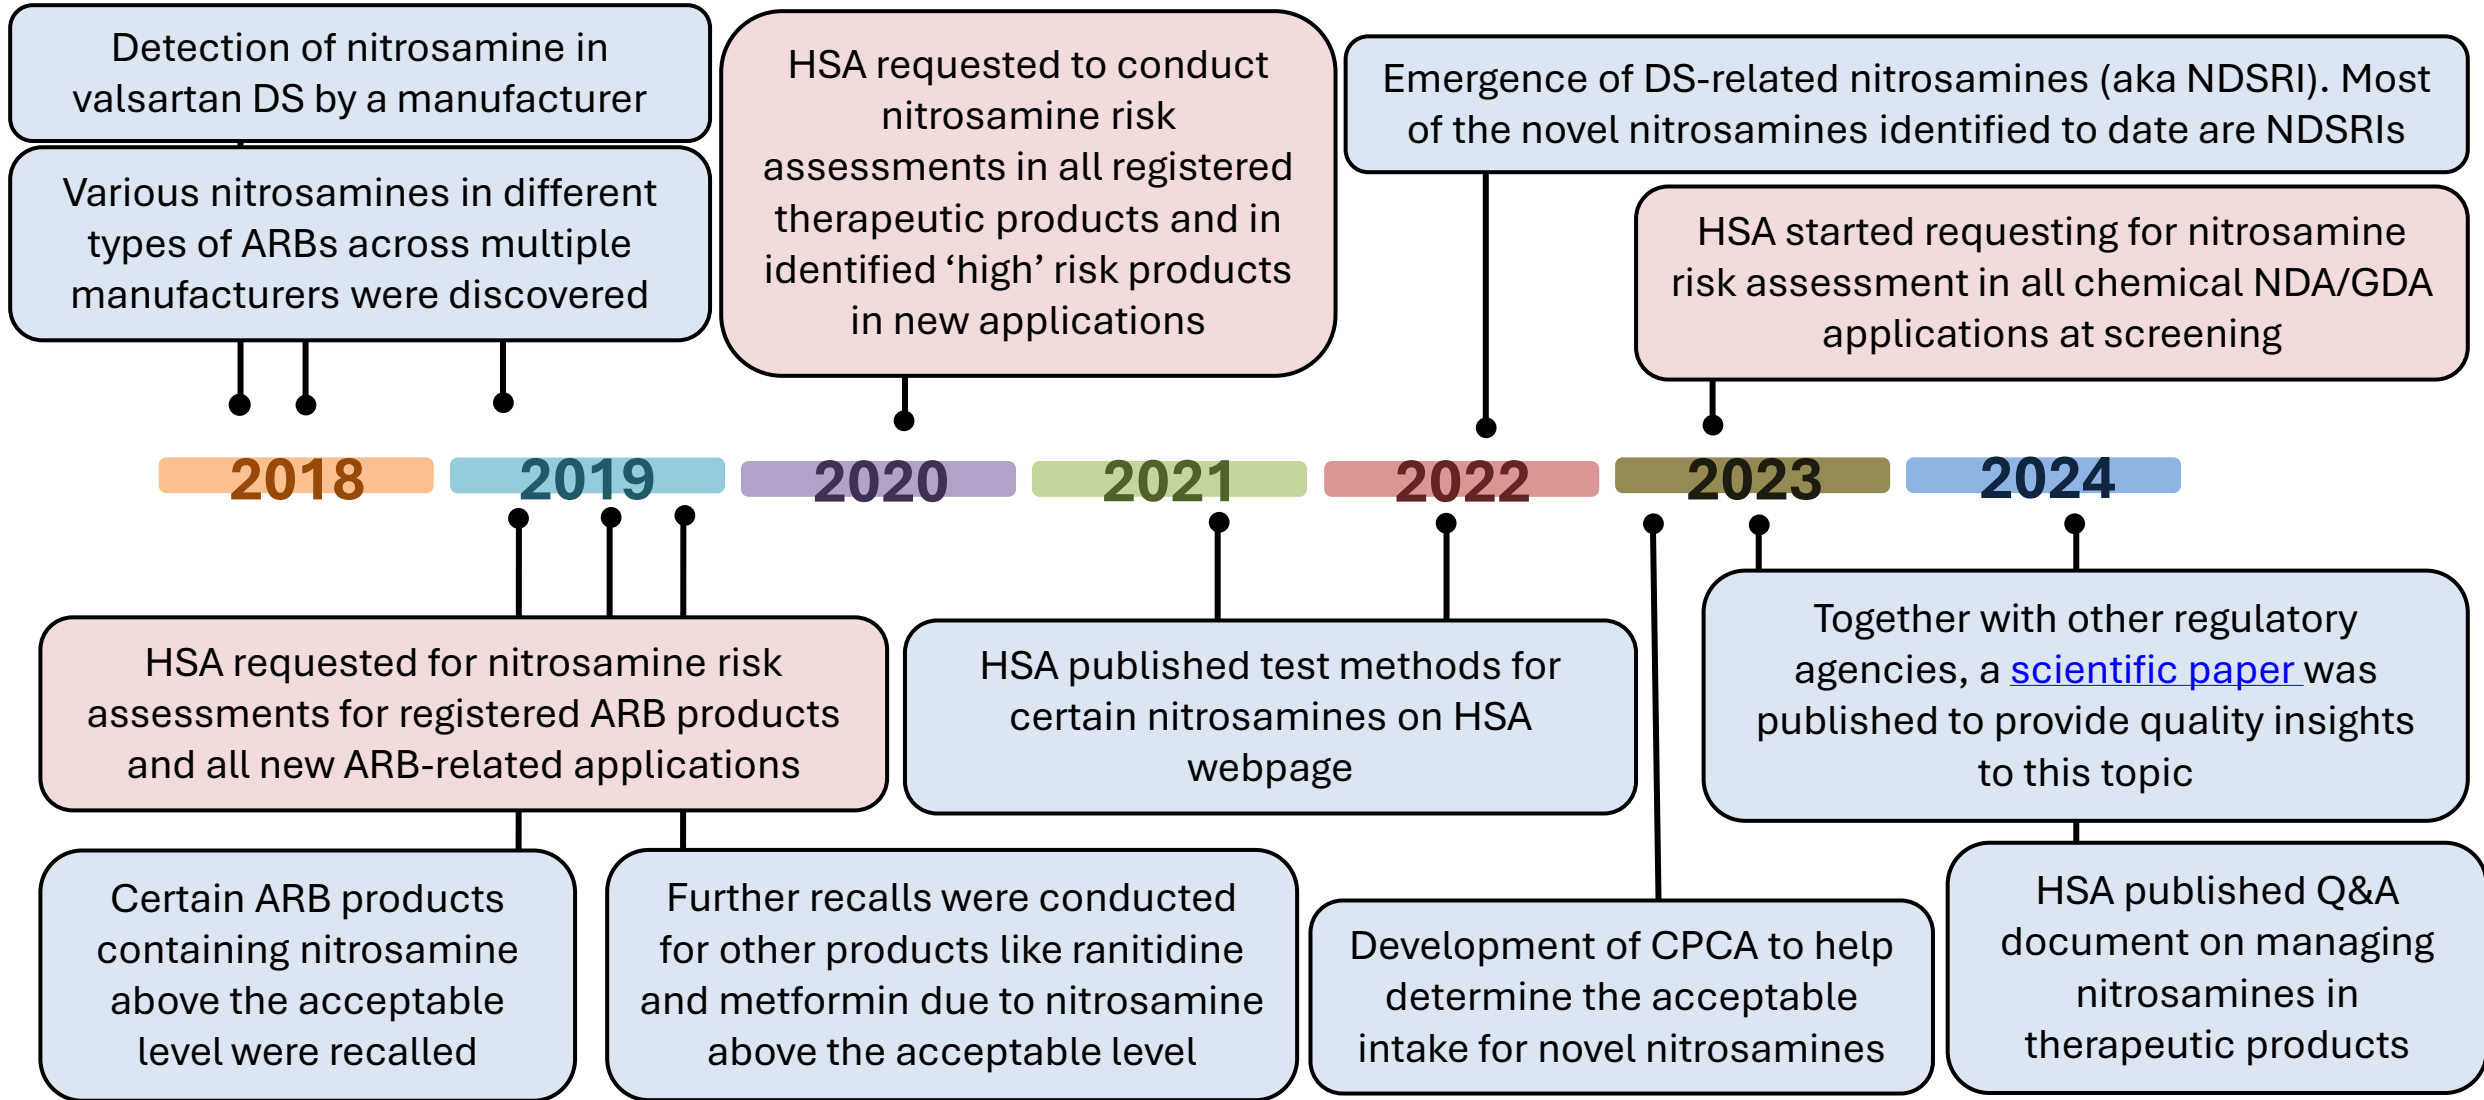 Detection of nitrosamine in
valsartan DS by a manufacturer
Various nitrosamines in different
types of ARBs across multiple
manufacturers were discovered
HSA requested to conduct
nitrosamine risk
assessments in all registered
therapeutic products and in
identified ‘high’ risk products
in new applications
Emergence of DS-related nitrosamines (aka NDSRI). Most
of the novel nitrosamines identified to date are NDSRIs
HSA started requesting for nitrosamine
risk assessment in all chemical NDA/GDA
applications at screening
2018
2019
2020
2021
2022
2023
2024
HSA requested for nitrosamine risk
assessments for registered ARB products
and all new ARB-related applications
HSA published test methods for
certain nitrosamines on HSA
webpage
Together with other regulatory
agencies, a scientific paper was
published to provide quality insights
to this topic
Certain ARB products
containing nitrosamine
above the acceptable
level were recalled
Further recalls were conducted
for other products like ranitidine
and metformin due to nitrosamine
above the acceptable level
Development of CPCA to help
determine the acceptable
intake for novel nitrosamines
HSA published Q&A
document on managing
nitrosamines in
therapeutic products